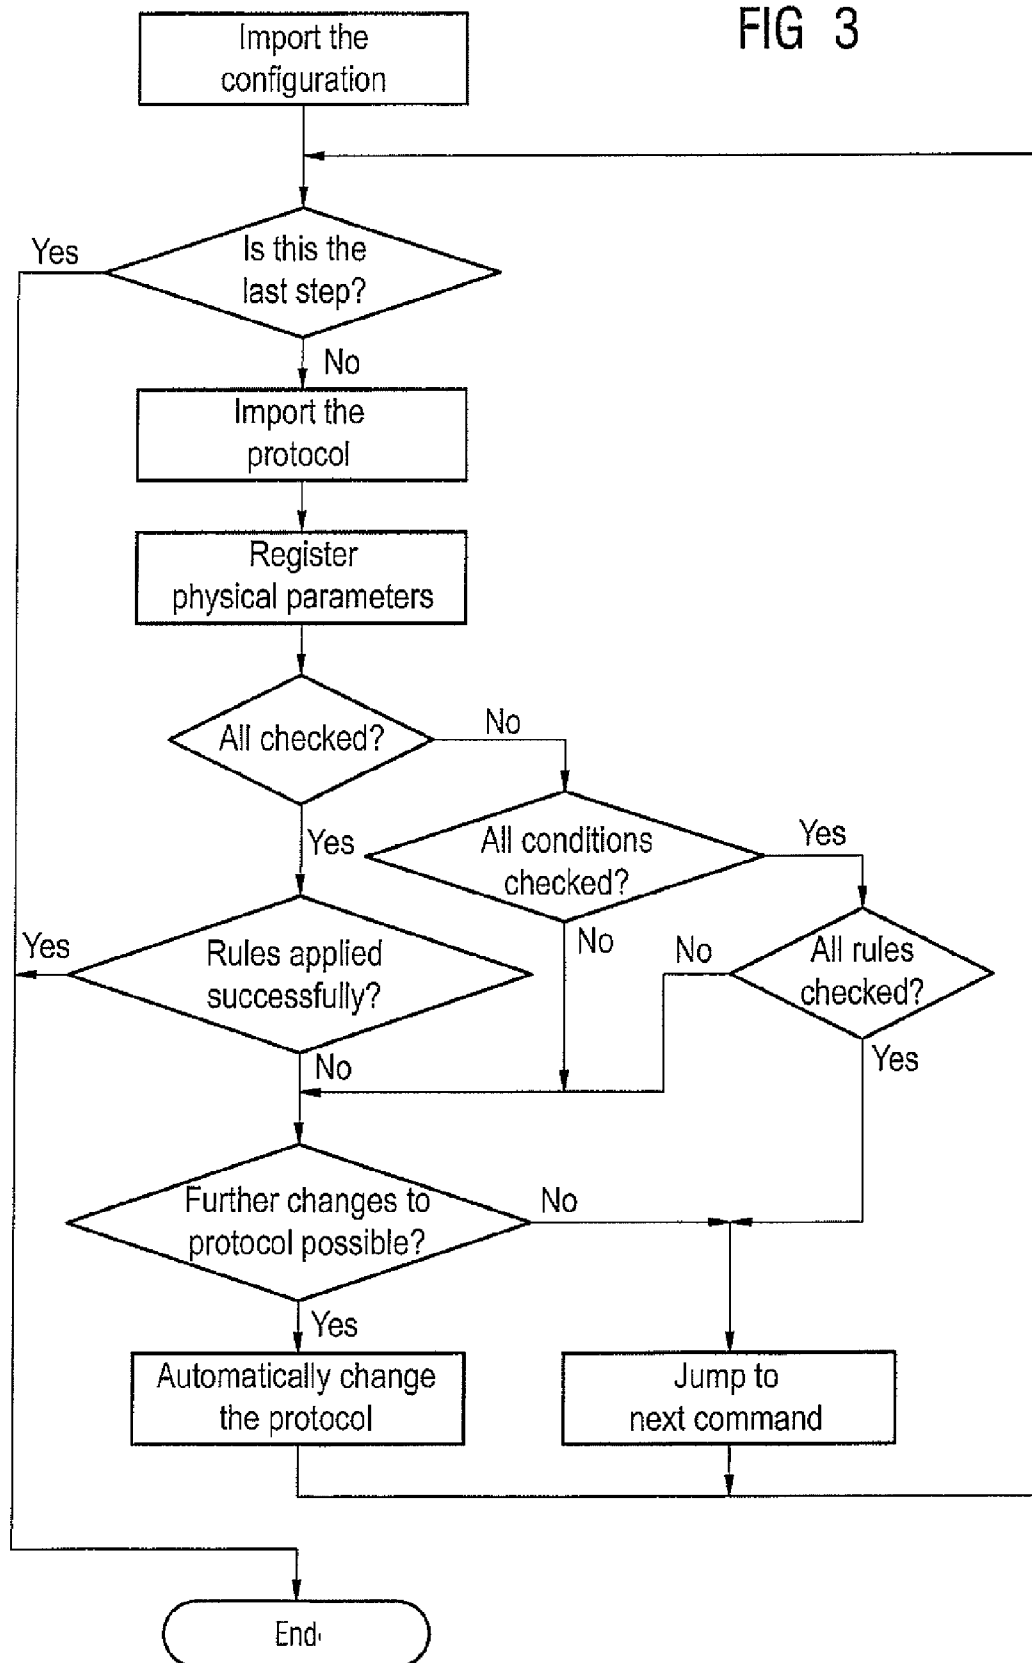 FIG 3
Import the
configuration
Yes
Is this the
last step?
No
Import the
protocol
Register
physical parameters
All checked?
No
Yes
All conditions
checked?
Yes
No
Yes
Rules applied
successfully?
No
No
All rules
checked?
Yes
Further changes to
protocol possible?
No
Yes
Automatically change
the protocol
Jump to
next command
End